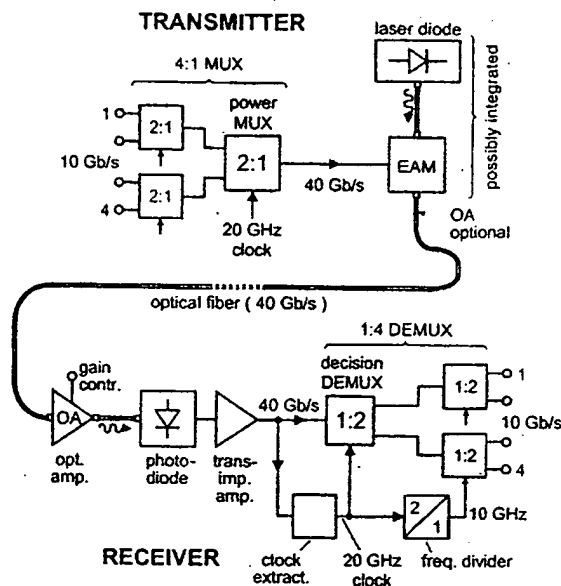 TRANSMITTER
laser diode
4:1 MUX
power
MUX
1
2:1
10 Gb/s
2:1
4
2:1
40 Gb/s
20 GHz
clock
EAM
possibly integrated
OA
optional
optical fiber ( 40 Gb/s )
1:4 DEMUX
decision
DEMUX
gain
contr.
OA
opt.
amp.
photo-
diode
trans-
imp.
amp.
40 Gb/s
1:2
1:2
1
10 Gb/s
1:2
4
2
1
10 GHz
clock
extract.
20 GHz
clock
freq. divider
RECEIVER